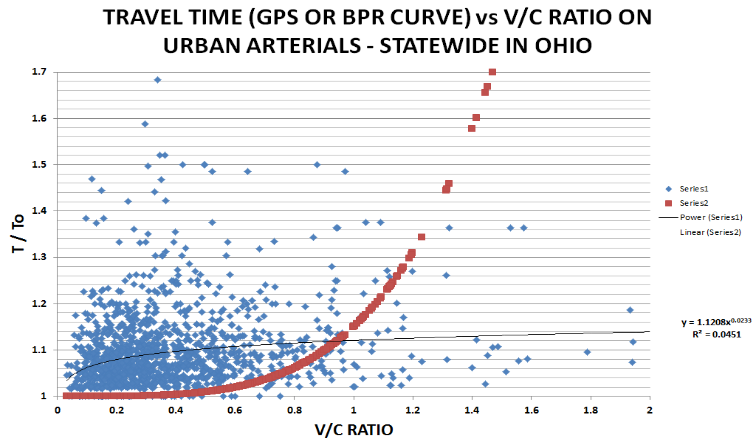 TRAVEL TIME (GPS OR BPR CURVE) vs V/C RATIO ON
URBAN ARTERIALS - STATEWIDE IN OHIO
1.7
1.6
1.5
1.4
1.3
1.2
1.1
1
T / To
0 0.2 0.4 0.6 0.8 1 1.2 1.4 1.6 1.8 2
V/C RATIO
Series1
Series2
Power (Series1)
Linear (Series2)
y = 1.1208x^0.0233
R² = 0.0451